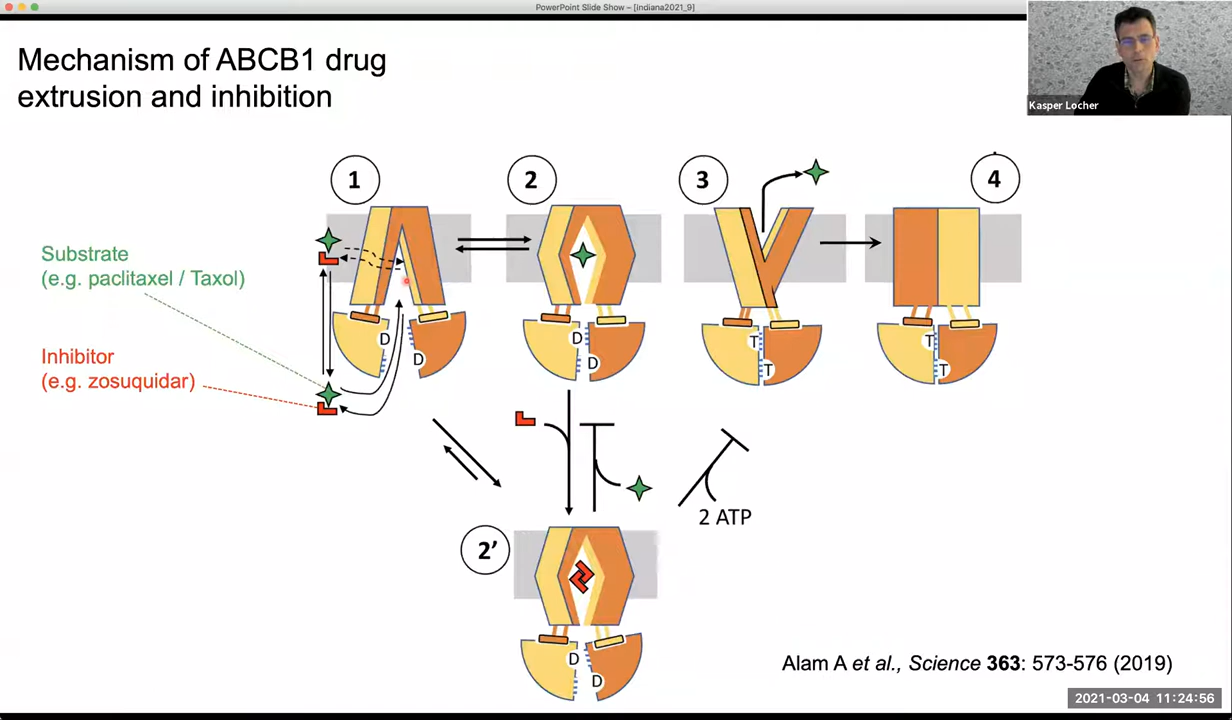 PowerPoint Slide Show – [indiana2021_9]
Mechanism of ABCB1 drug
extrusion and inhibition
Kasper Locher
1
2
3
4
Substrate
(e.g. paclitaxel / Taxol)
Inhibitor
(e.g. zosuquidar)
D
D
D
D
T
T
T
T
2 ATP
2’
D
D
Alam A et al., Science 363: 573-576 (2019)
2021-03-04 11:24:56